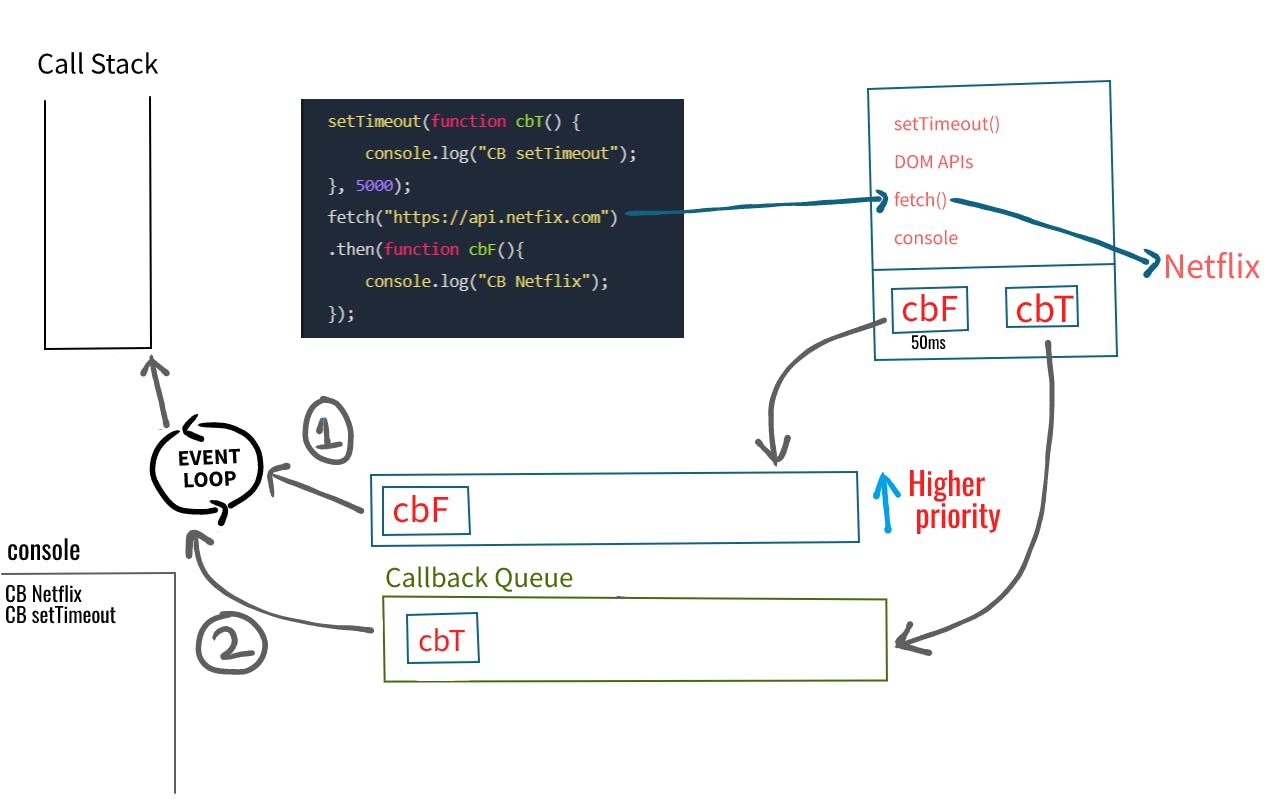 Call Stack
setTimeout(function cbT() {
console.log("CB setTimeout");
}, 5000);
fetch("https://api.netfix.com")
.then(function cbF(){
console.log("CB Netflix");
});
setTimeout()
DOM APIs
fetch()
console
Netflix
cbF
50ms
cbT
1
EVENT
LOOP
cbF
Higher
priority
console
CB Netflix
CB setTimeout
2
Callback Queue
cbT